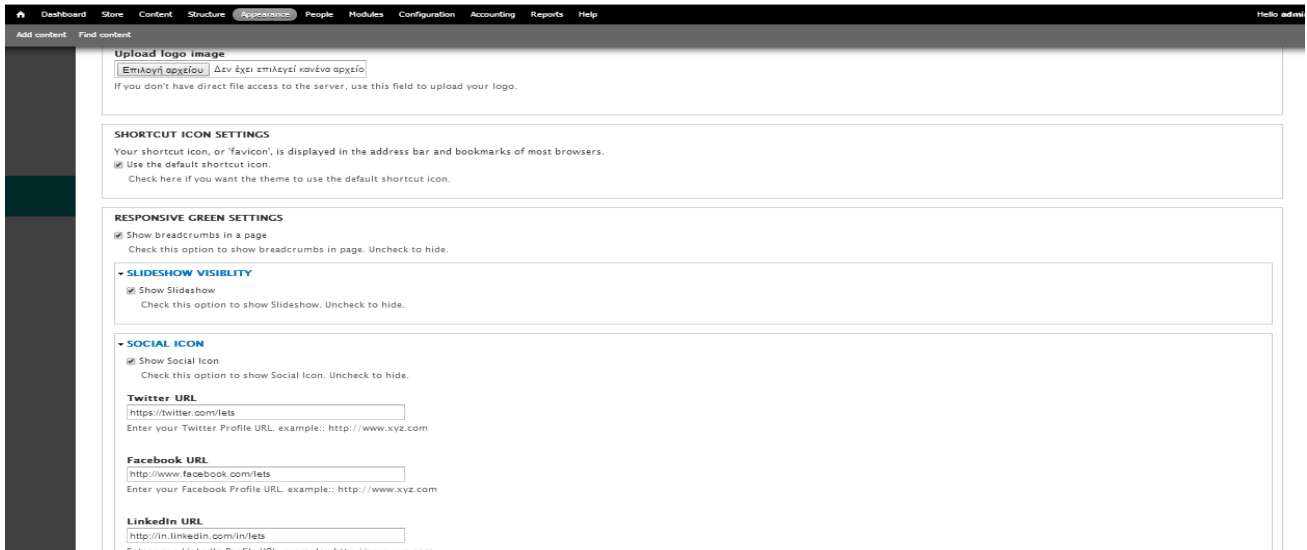 Dashboard Store Content Structure Appearance People Modules Configuration Accounting Reports Help Hello admin
Add content Find content
Upload logo image
Επιλογή αρχείου Δεν έχει επιλεγεί κανένα αρχείο
If you don't have direct file access to the server, use this field to upload your logo.
SHORTCUT ICON SETTINGS
Your shortcut icon, or 'favicon', is displayed in the address bar and bookmarks of most browsers.
Use the default shortcut icon.
Check here if you want the theme to use the default shortcut icon.
RESPONSIVE GREEN SETTINGS
Show breadcrumbs in a page
Check this option to show breadcrumbs in page. Uncheck to hide.
SLIDESHOW VISIBLITY
Show Slideshow
Check this option to show Slideshow. Uncheck to hide.
SOCIAL ICON
Show Social Icon
Check this option to show Social Icon. Uncheck to hide.
Twitter URL
https://twitter.com/lets
Enter your Twitter Profile URL. example:: http://www.xyz.com
Facebook URL
http://www.facebook.com/lets
Enter your Facebook Profile URL. example:: http://www.xyz.com
LinkedIn URL
http://in.linkedin.com/in/lets